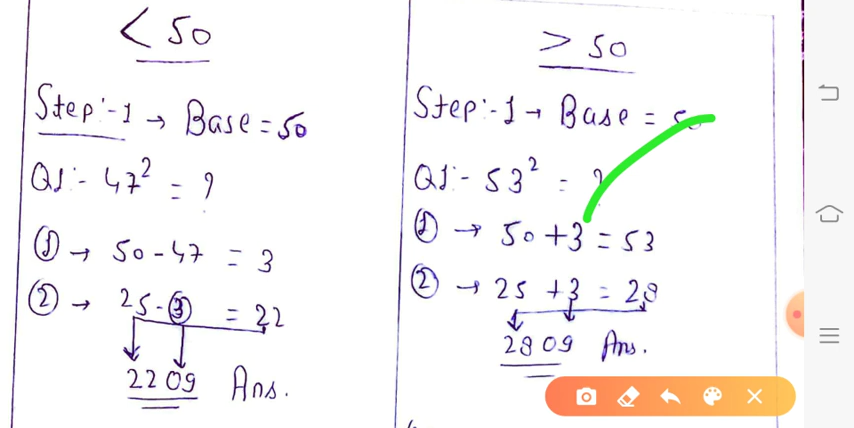 < 50
Step:-1 → Base = 50
Q1:- 47² = ?
① → 50 - 47 = 3
② → 25 - ③ = 22
2209 Ans.
> 50
Step:-1 → Base = 50
Q1:- 53² = ?
① → 50 + 3 = 53
② → 25 + 3 = 28
2809 Ans.